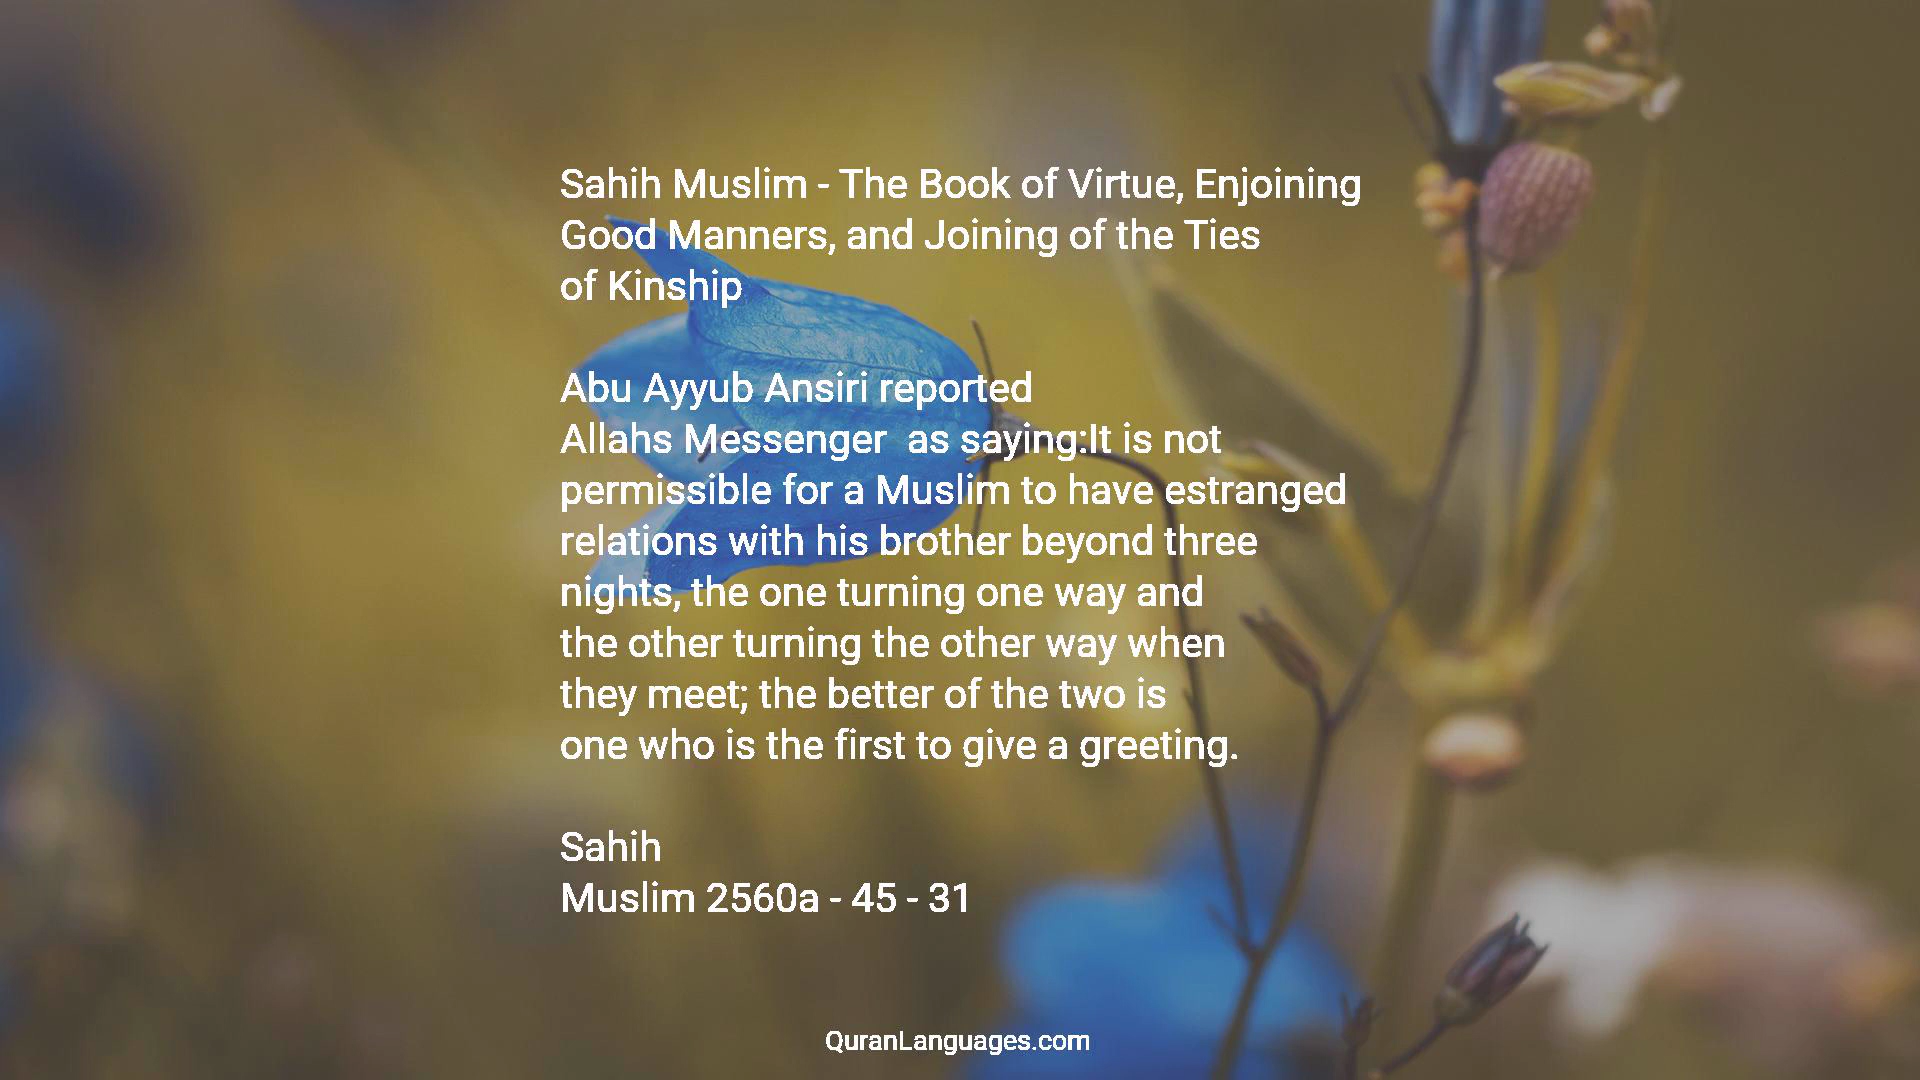 Sahih Muslim - The Book of Virtue, Enjoining
Good Manners, and Joining of the Ties
of Kinship
Abu Ayyub Ansiri reported
Allahs Messenger  as saying:It is not
permissible for a Muslim to have estranged
relations with his brother beyond three
nights, the one turning one way and
the other turning the other way when
they meet; the better of the two is
one who is the first to give a greeting.
Sahih
Muslim 2560a - 45 - 31
QuranLanguages.com